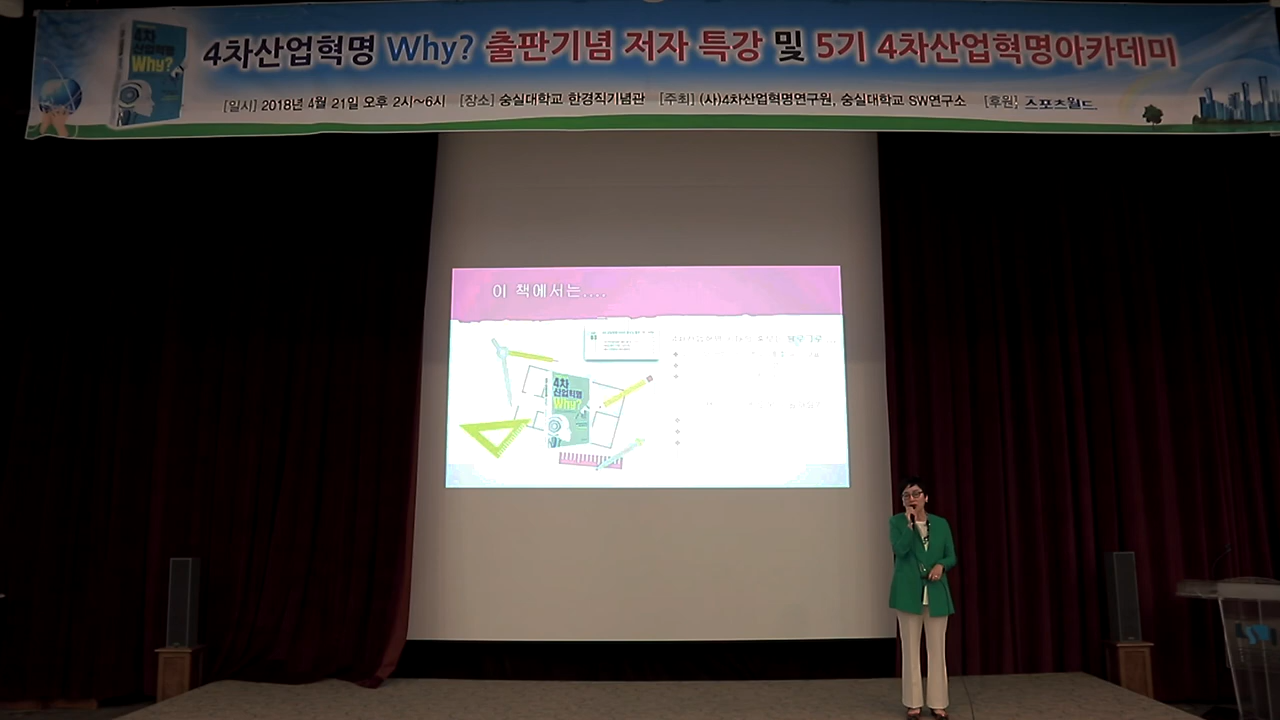 4차산업혁명 Why? 출판기념 저자 특강 및 5기 4차산업혁명아카데미
[일시] 2018년 4월 21일 오후 2시~6시 [장소] 숭실대학교 한경직기념관 [주최] (사)4차산업혁명연구원, 숭실대학교 SW연구소 [후원] 스포츠월드
4차
산업혁명
Why?
이 책에서는....
4차
산업혁명
Why?